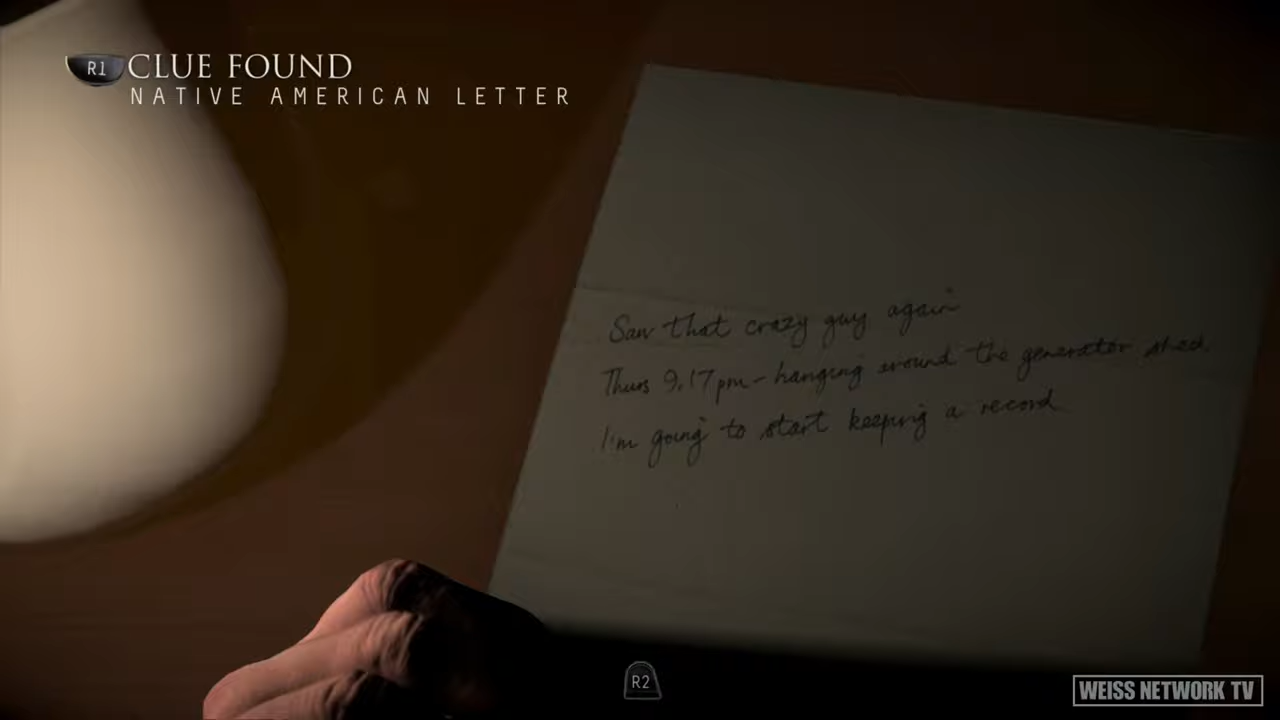 R1 CLUE FOUND
NATIVE AMERICAN LETTER
Saw that crazy guy again
Thurs 9.17pm - hanging around the generator shed.
I'm going to start keeping a record
R2
WEISS NETWORK TV